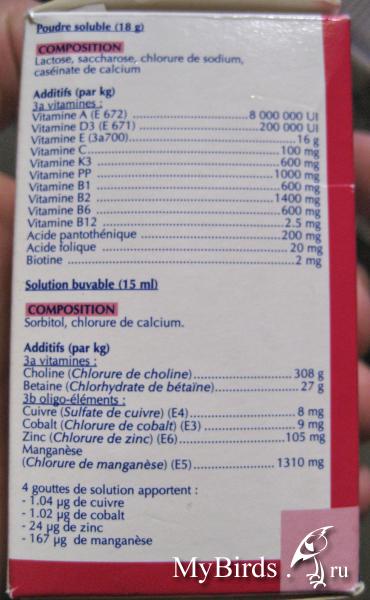 Poudre soluble (18 g)
COMPOSITION
Lactose, saccharose, chlorure de sodium,
caséinate de calcium
Additifs (par kg)
3a vitamines :
Vitamine A (E 672) ........ 8 000 000 UI
Vitamine D3 (E 671) ........ 200 000 UI
Vitamine E (3a700) ........ 16 g
Vitamine C ........ 100 mg
Vitamine K3 ........ 600 mg
Vitamine PP ........ 1000 mg
Vitamine B1 ........ 600 mg
Vitamine B2 ........ 1400 mg
Vitamine B6 ........ 600 mg
Vitamine B12 ........ 2.5 mg
Acide pantothénique ........ 200 mg
Acide folique ........ 20 mg
Biotine ........ 2 mg
Solution buvable (15 ml)
COMPOSITION
Sorbitol, chlorure de calcium.
Additifs (par kg)
3a vitamines :
Choline (Chlorure de choline) ........ 308 g
Betaine (Chlorhydrate de bétaïne) ........ 27 g
3b oligo-éléments :
Cuivre (Sulfate de cuivre) (E4) ........ 8 mg
Cobalt (Chlorure de cobalt) (E3) ........ 9 mg
Zinc (Chlorure de zinc) (E6) ........ 105 mg
Manganèse
(Chlorure de manganèse) (E5) ........ 1310 mg
4 gouttes de solution apportent :
- 1.04 µg de cuivre
- 1.02 µg de cobalt
- 24 µg de zinc
- 167 µg de manganèse
MyBirds.ru